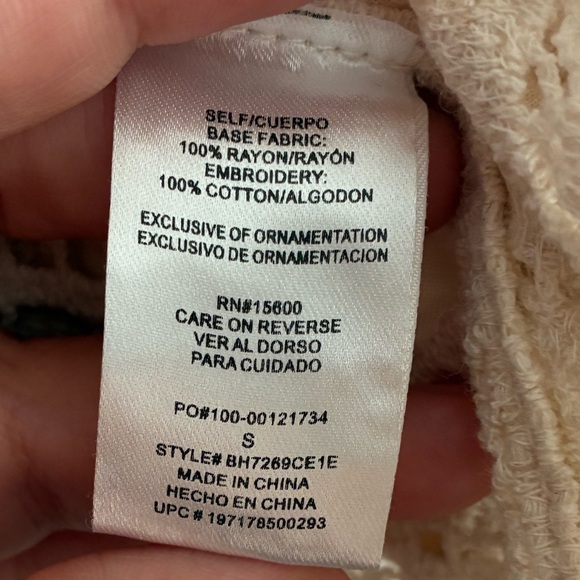 SELF/CUERPO
BASE FABRIC:
100% RAYON/RAYÓN
EMBROIDERY:
100% COTTON/ALGODON
EXCLUSIVE OF ORNAMENTATION
EXCLUSIVO DE ORNAMENTACION
RN#15600
CARE ON REVERSE
VER AL DORSO
PARA CUIDADO
PO#100-00121734
S
STYLE# BH7269CE1E
MADE IN CHINA
HECHO EN CHINA
UPC # 197178500293